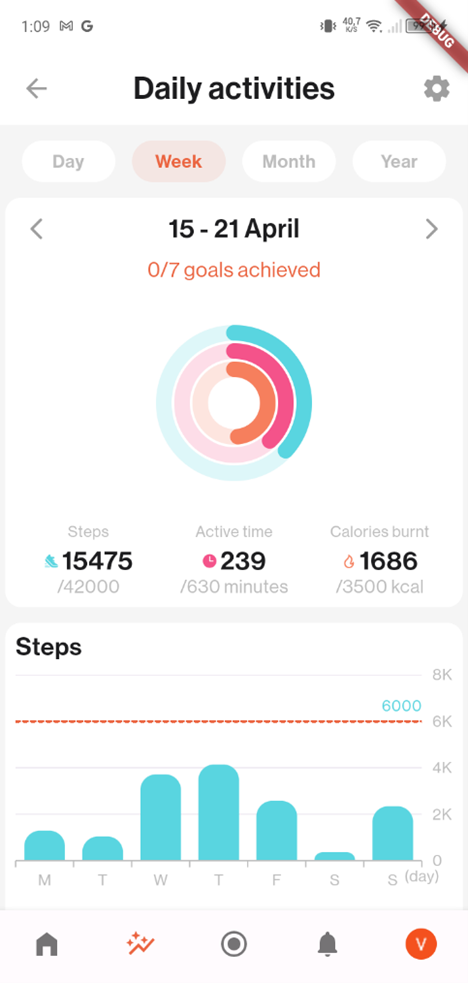 1:09 M G 40,7 K/S 99
DEBUG
Daily activities
Day Week Month Year
15 - 21 April
0/7 goals achieved
Steps Active time Calories burnt
15475 239 1686
/42000 /630 minutes /3500 kcal
Steps
8K
6000
6K
4K
2K
0
M T W T F S S (day)
V